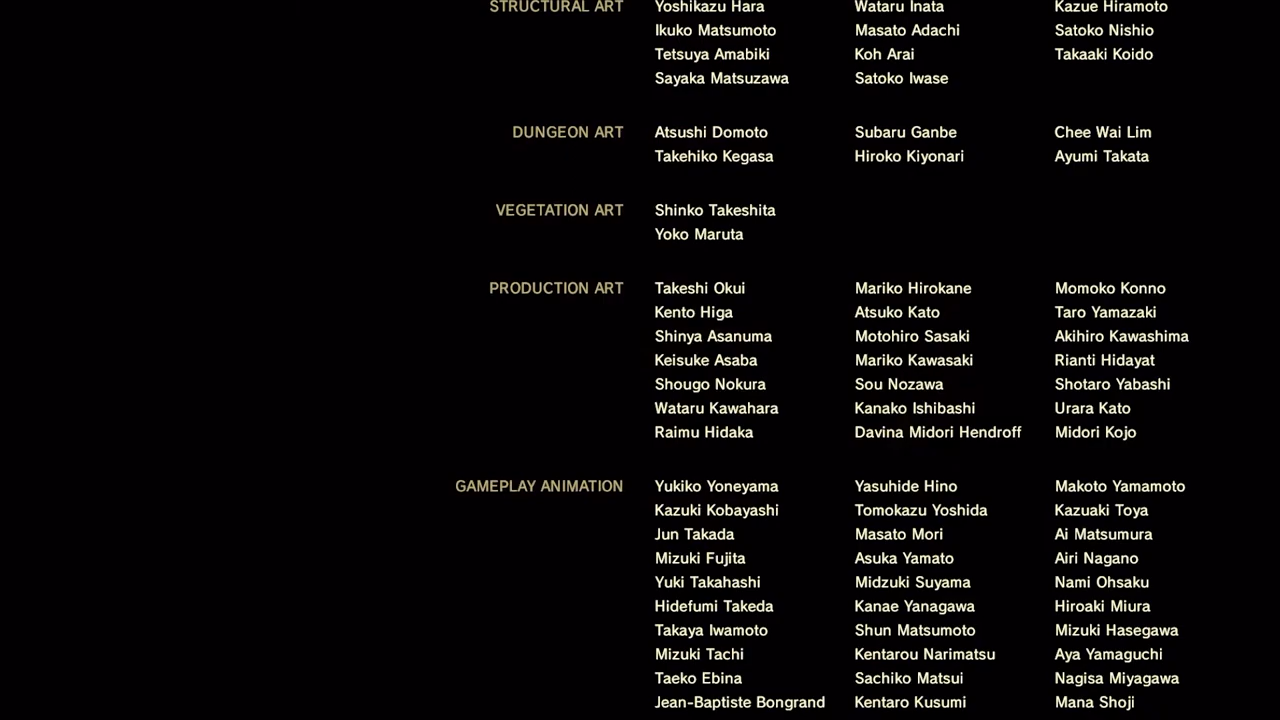 STRUCTURAL ART Yoshikazu Hara Wataru Inata Kazue Hiramoto
Ikuko Matsumoto Masato Adachi Satoko Nishio
Tetsuya Amabiki Koh Arai Takaaki Koido
Sayaka Matsuzawa Satoko Iwase
DUNGEON ART Atsushi Domoto Subaru Ganbe Chee Wai Lim
Takehiko Kegasa Hiroko Kiyonari Ayumi Takata
VEGETATION ART Shinko Takeshita
Yoko Maruta
PRODUCTION ART Takeshi Okui Mariko Hirokane Momoko Konno
Kento Higa Atsuko Kato Taro Yamazaki
Shinya Asanuma Motohiro Sasaki Akihiro Kawashima
Keisuke Asaba Mariko Kawasaki Rianti Hidayat
Shougo Nokura Sou Nozawa Shotaro Yabashi
Wataru Kawahara Kanako Ishibashi Urara Kato
Raimu Hidaka Davina Midori Hendroff Midori Kojo
GAMEPLAY ANIMATION Yukiko Yoneyama Yasuhide Hino Makoto Yamamoto
Kazuki Kobayashi Tomokazu Yoshida Kazuaki Toya
Jun Takada Masato Mori Ai Matsumura
Mizuki Fujita Asuka Yamato Airi Nagano
Yuki Takahashi Midzuki Suyama Nami Ohsaku
Hidefumi Takeda Kanae Yanagawa Hiroaki Miura
Takaya Iwamoto Shun Matsumoto Mizuki Hasegawa
Mizuki Tachi Kentarou Narimatsu Aya Yamaguchi
Taeko Ebina Sachiko Matsui Nagisa Miyagawa
Jean-Baptiste Bongrand Kentaro Kusumi Mana Shoji